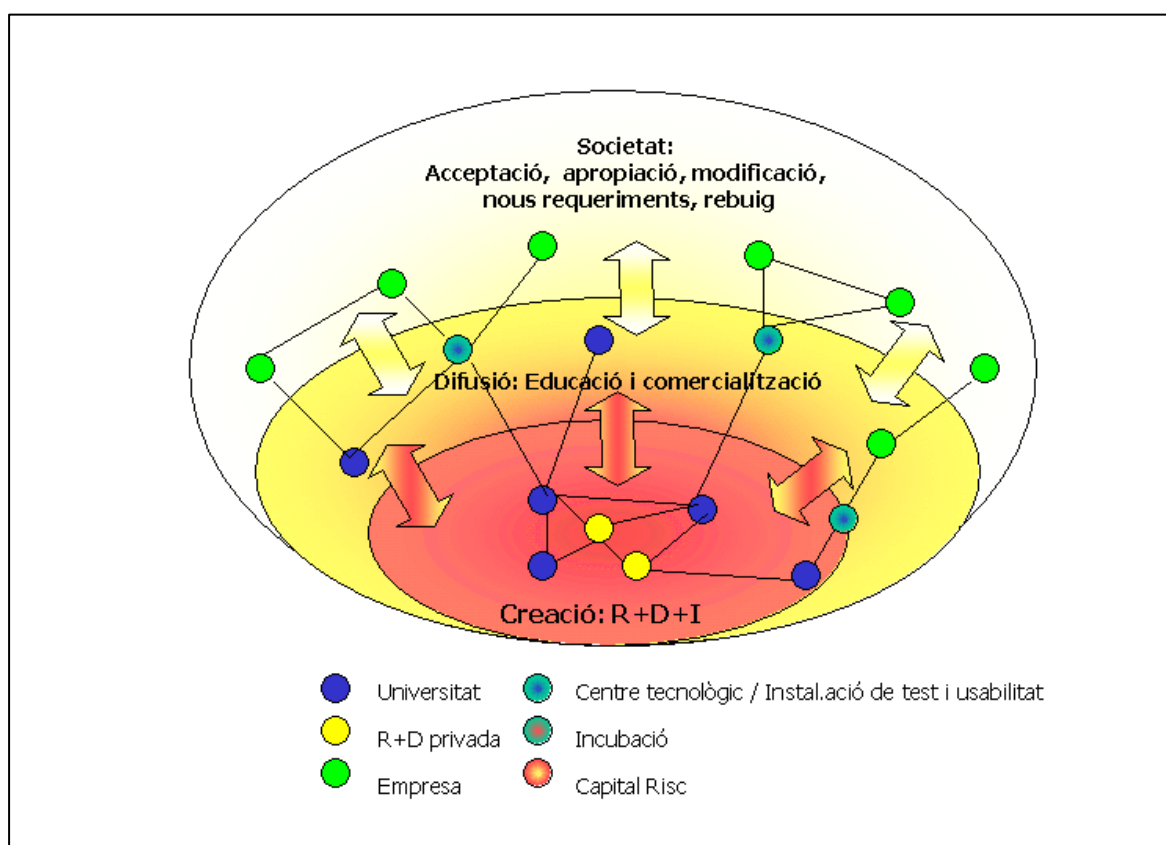 Societat:
Acceptació, apropiació, modificació,
nous requeriments, rebuig
Difusió: Educació i comercialització
Creació: R+D+I
Universitat
R+D privada
Empresa
Centre tecnològic / Instal.ació de test i usabilitat
Incubació
Capital Risc